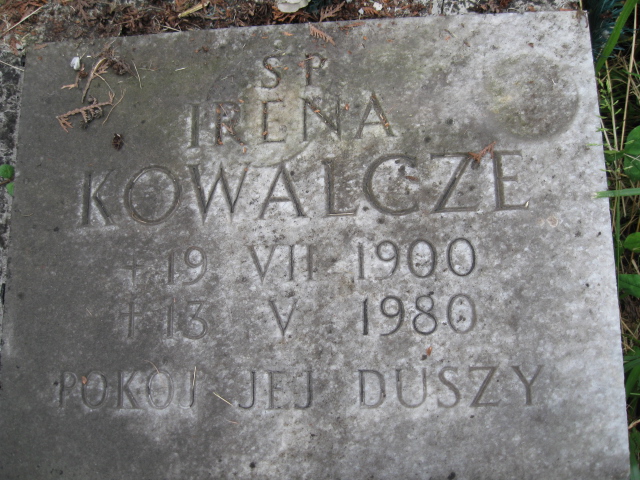 ŚP
IRENA
KOWALCZE
+ 19 VII 1900
† 13 V 1980
POKÓJ JEJ DUSZY